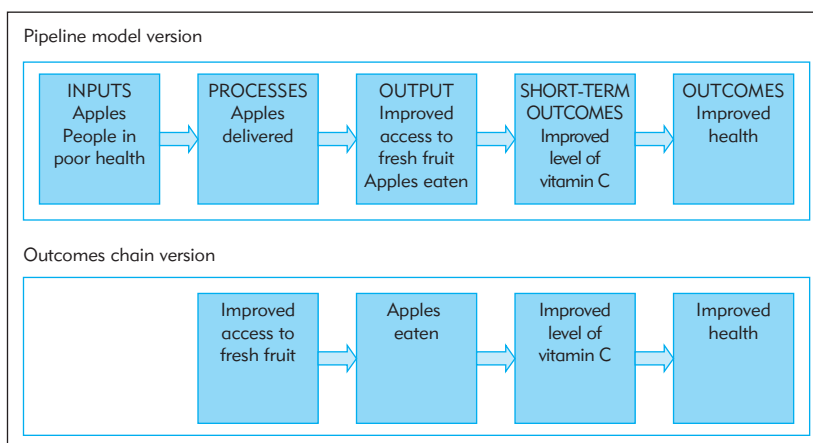 Pipeline model version
INPUTS
Apples
People in
poor health
PROCESSES
Apples
delivered
OUTPUT
Improved
access to
fresh fruit
Apples eaten
SHORT-TERM
OUTCOMES
Improved
level of
vitamin C
OUTCOMES
Improved
health
Outcomes chain version
Improved
access to
fresh fruit
Apples
eaten
Improved
level of
vitamin C
Improved
health